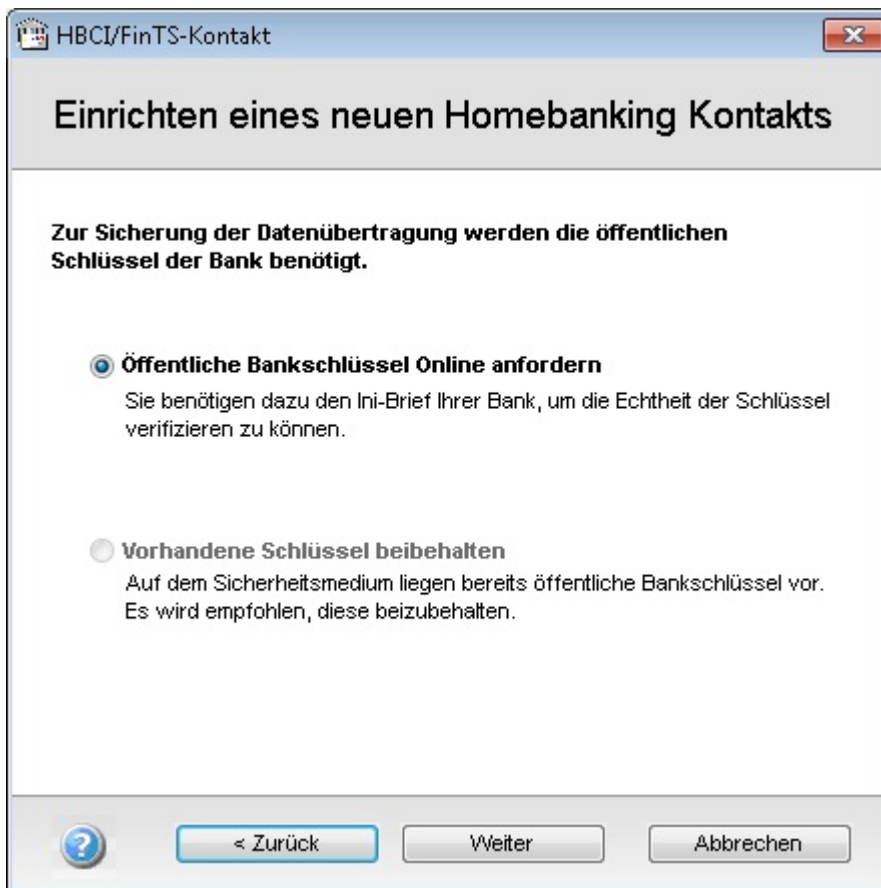 HBCI/FinTS-Kontakt
Einrichten eines neuen Homebanking Kontakts
Zur Sicherung der Datenübertragung werden die öffentlichen
Schlüssel der Bank benötigt.
Öffentliche Bankschlüssel Online anfordern
Sie benötigen dazu den Ini-Brief Ihrer Bank, um die Echtheit der Schlüssel
verifizieren zu können.
Vorhandene Schlüssel beibehalten
Auf dem Sicherheitsmedium liegen bereits öffentliche Bankschlüssel vor.
Es wird empfohlen, diese beizubehalten.
? < Zurück Weiter Abbrechen